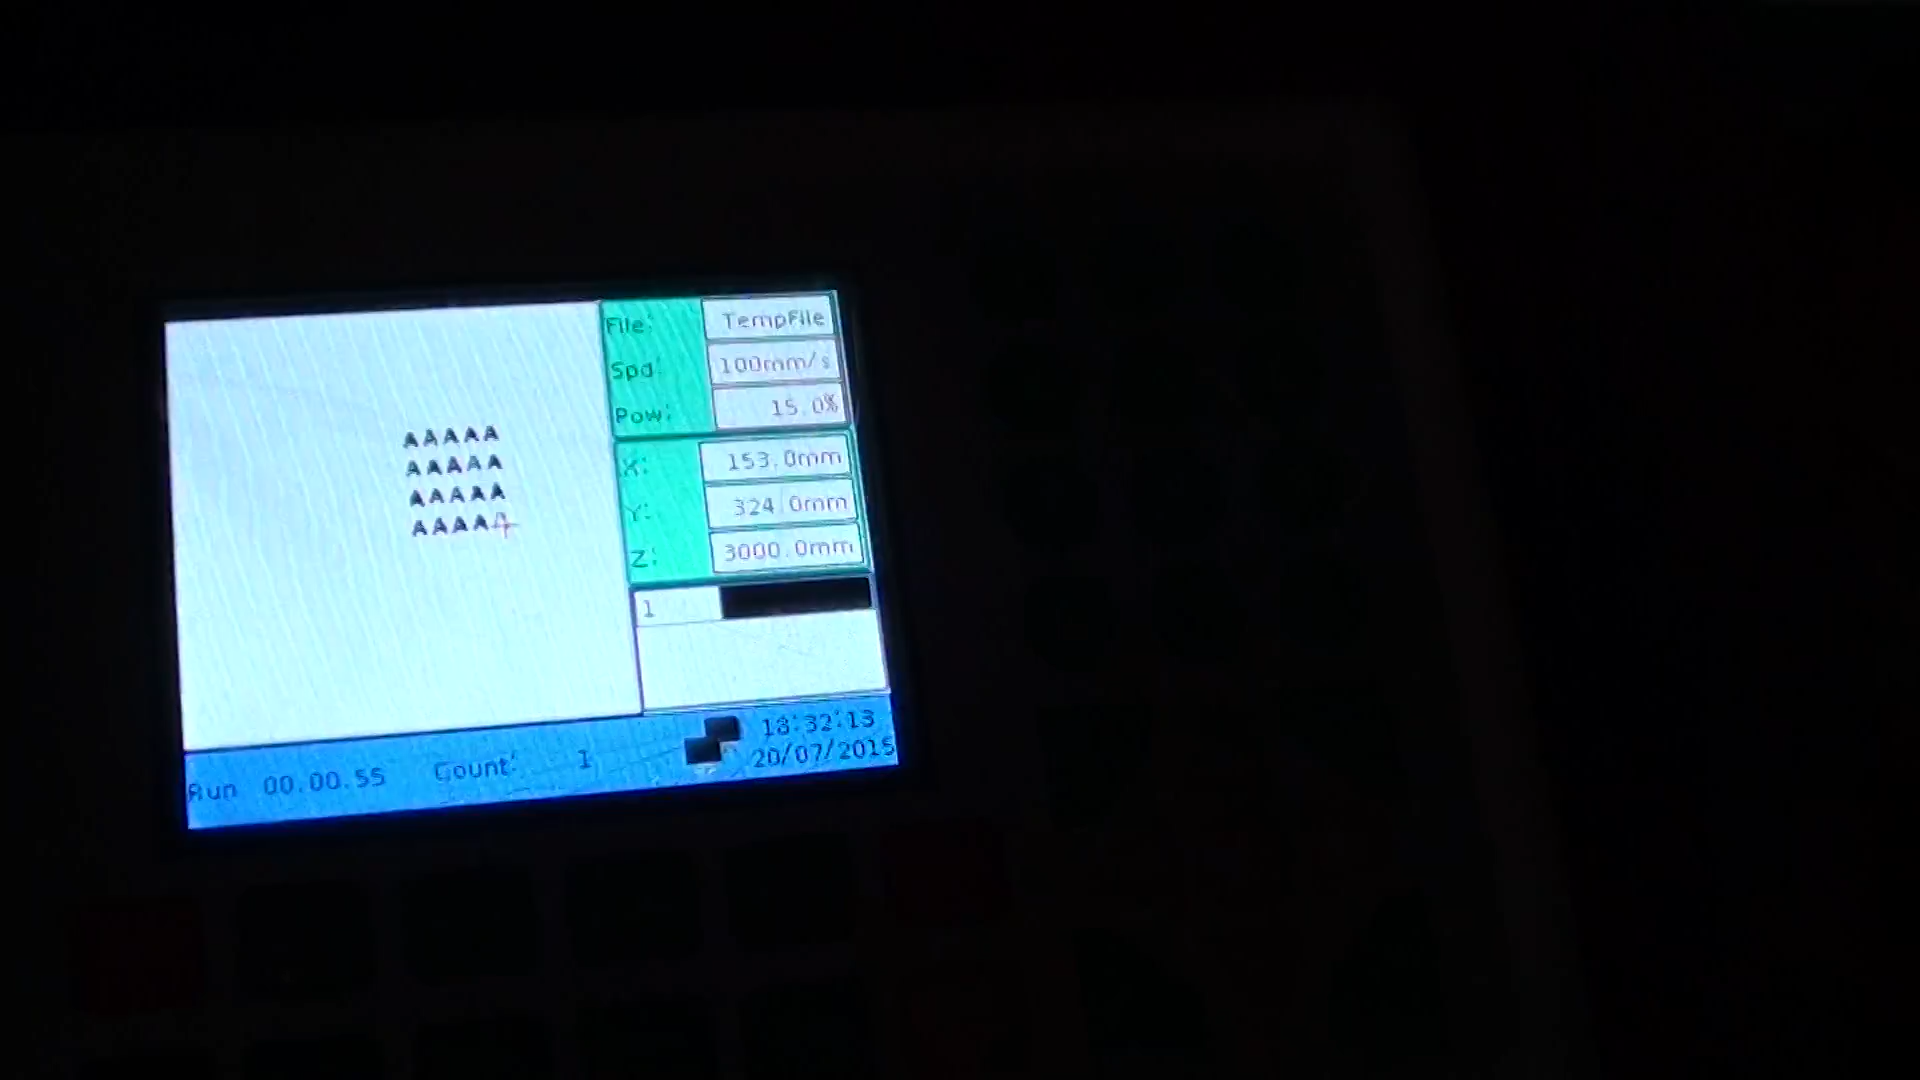 File: TempFile
Spd: 100mm/s
Pow: 15.0%
AAAAA
AAAAA
AAAAA
AAAA
X: 153.0mm
Y: 324.0mm
Z: 3000.0mm
1
Run 00.00.55 Count: 1
18:32:13
20/07/2015